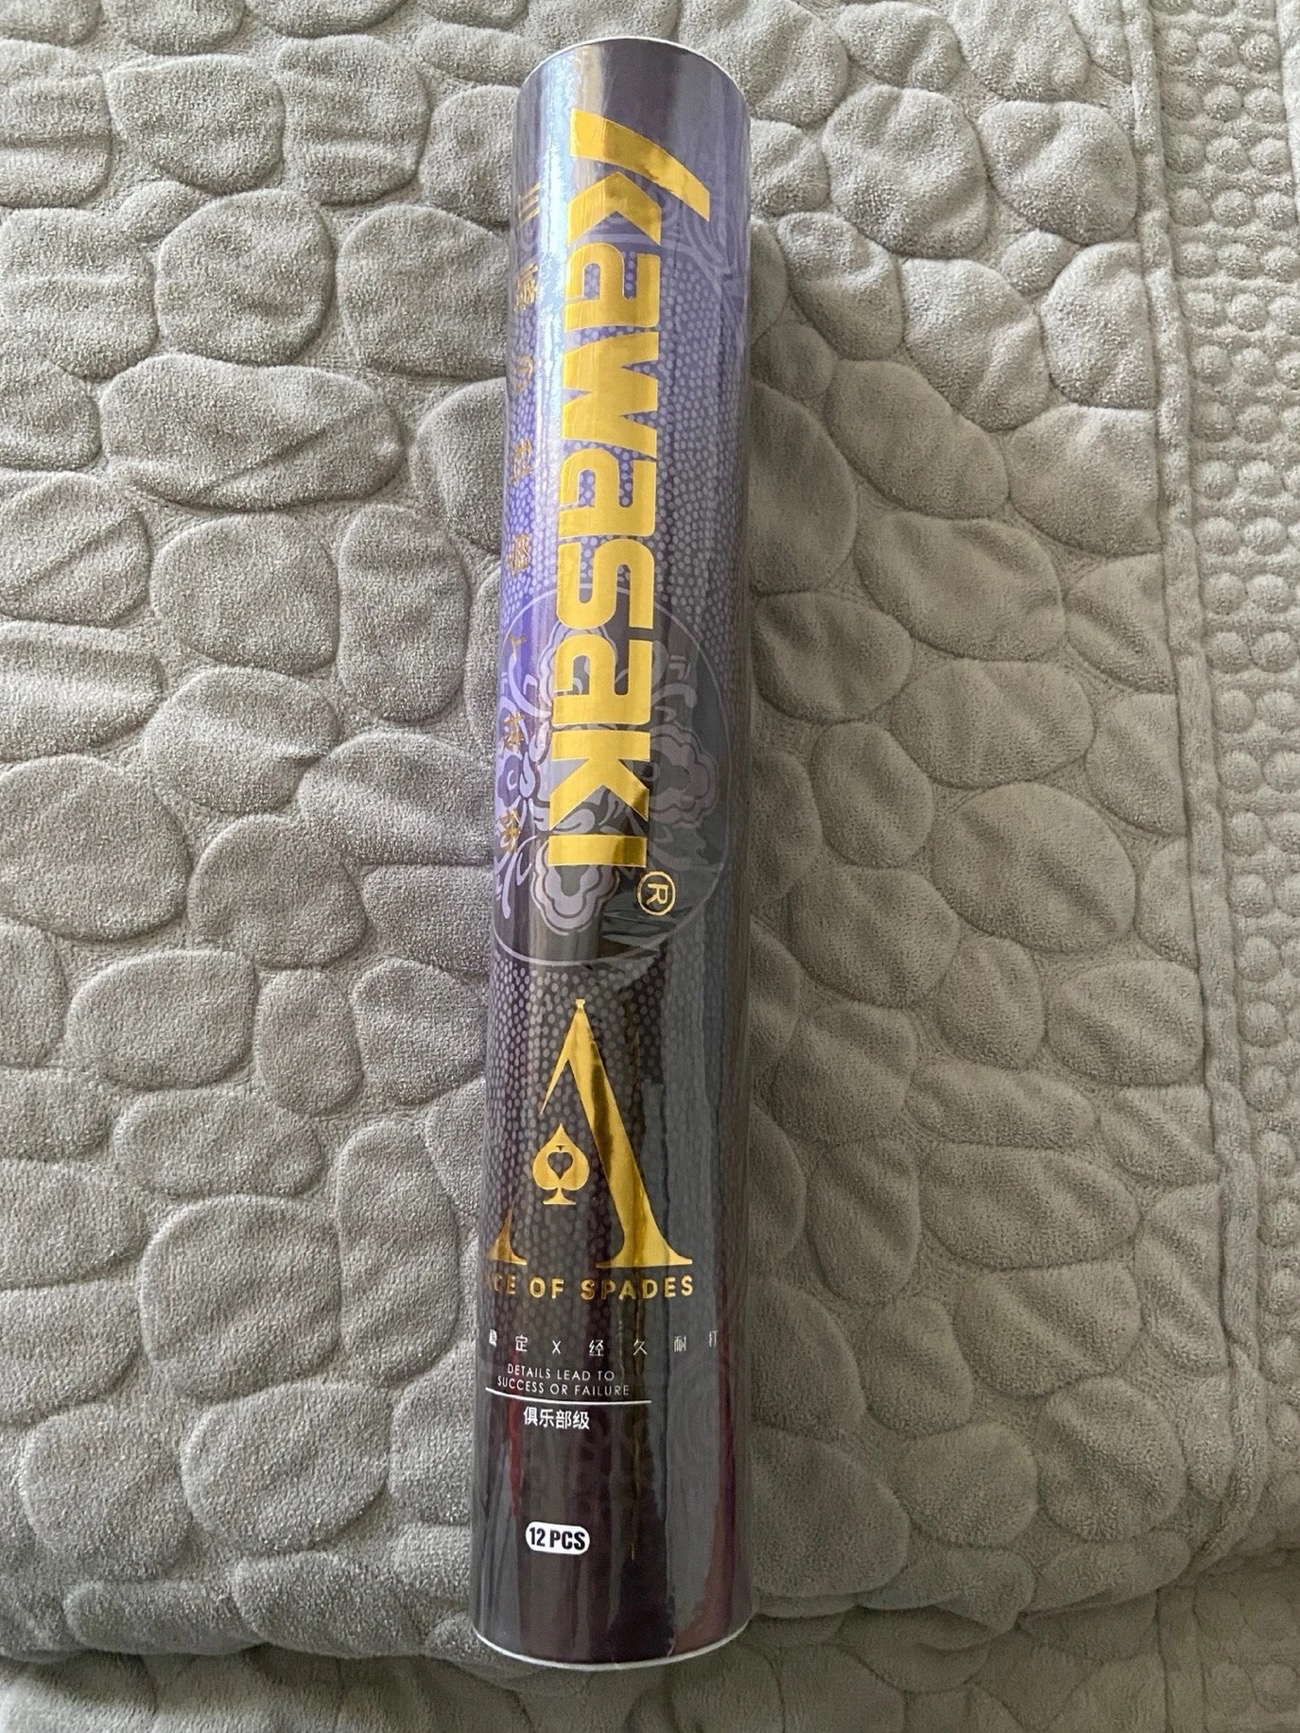 kawasaki®
ACE OF SPADES
稳定 X 经久耐打
DETAILS LEAD TO
SUCCESS OR FAILURE
俱乐部级
12 PCS